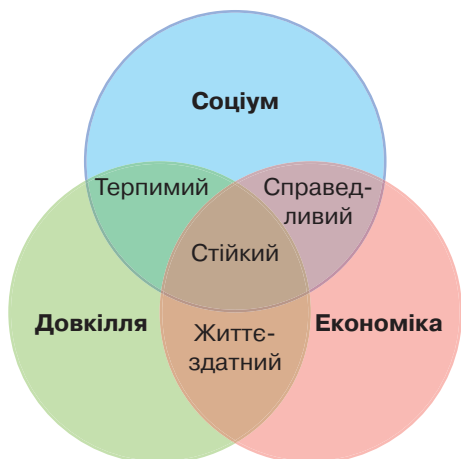 Соціум
Терпимий
Справед-
ливий
Стійкий
Довкілля
Життє-
здатний
Економіка